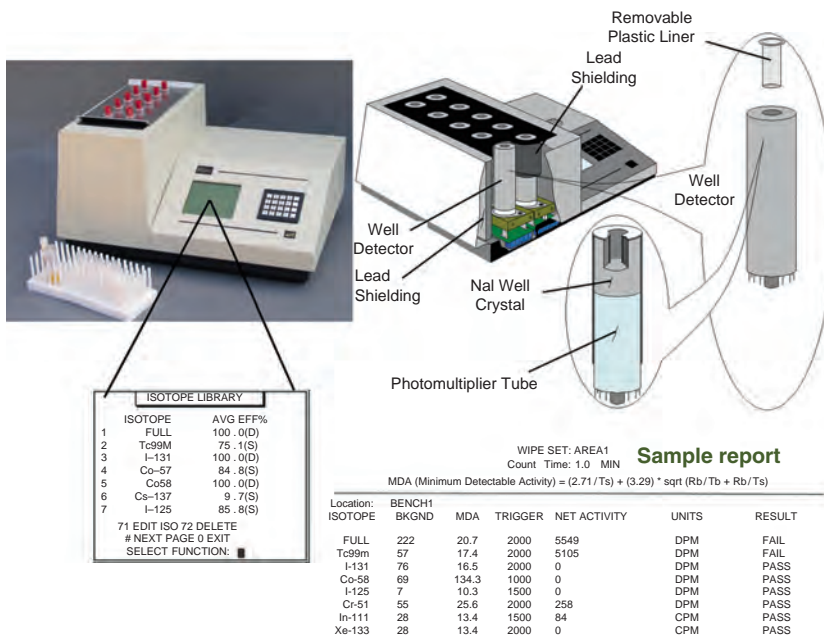 Removable
Plastic Liner
Lead
Shielding
Well
Detector
Well
Detector
Lead
Shielding
NaI Well
Crystal
Photomultiplier Tube
ISOTOPE LIBRARY
ISOTOPE AVG EFF%
1 FULL 100 . 0(D)
2 Tc99M 75 . 1(S)
3 I–131 100 . 0(D)
4 Co–57 84 . 8(S)
5 Co58 100 . 0(D)
6 Cs–137 9 . 7(S)
7 I–125 85 . 8(S)
71 EDIT ISO 72 DELETE
# NEXT PAGE 0 EXIT
SELECT FUNCTION:
WIPE SET: AREA1
Count Time: 1.0 MIN
Sample report
MDA (Minimum Detectable Activity) = (2.71/Ts) + (3.29) * sqrt (Rb/Tb + Rb/Ts)
Location: BENCH1
ISOTOPE BKGND MDA TRIGGER NET ACTIVITY UNITS RESULT
FULL 222 20.7 2000 5549 DPM FAIL
Tc99m 57 17.4 2000 5105 DPM FAIL
I-131 76 16.5 2000 0 DPM PASS
Co-58 69 134.3 1000 0 DPM PASS
I-125 7 10.3 1500 0 DPM PASS
Cr-51 55 25.6 2000 258 DPM PASS
In-111 28 13.4 1500 84 CPM PASS
Xe-133 28 13.4 2000 0 CPM PASS